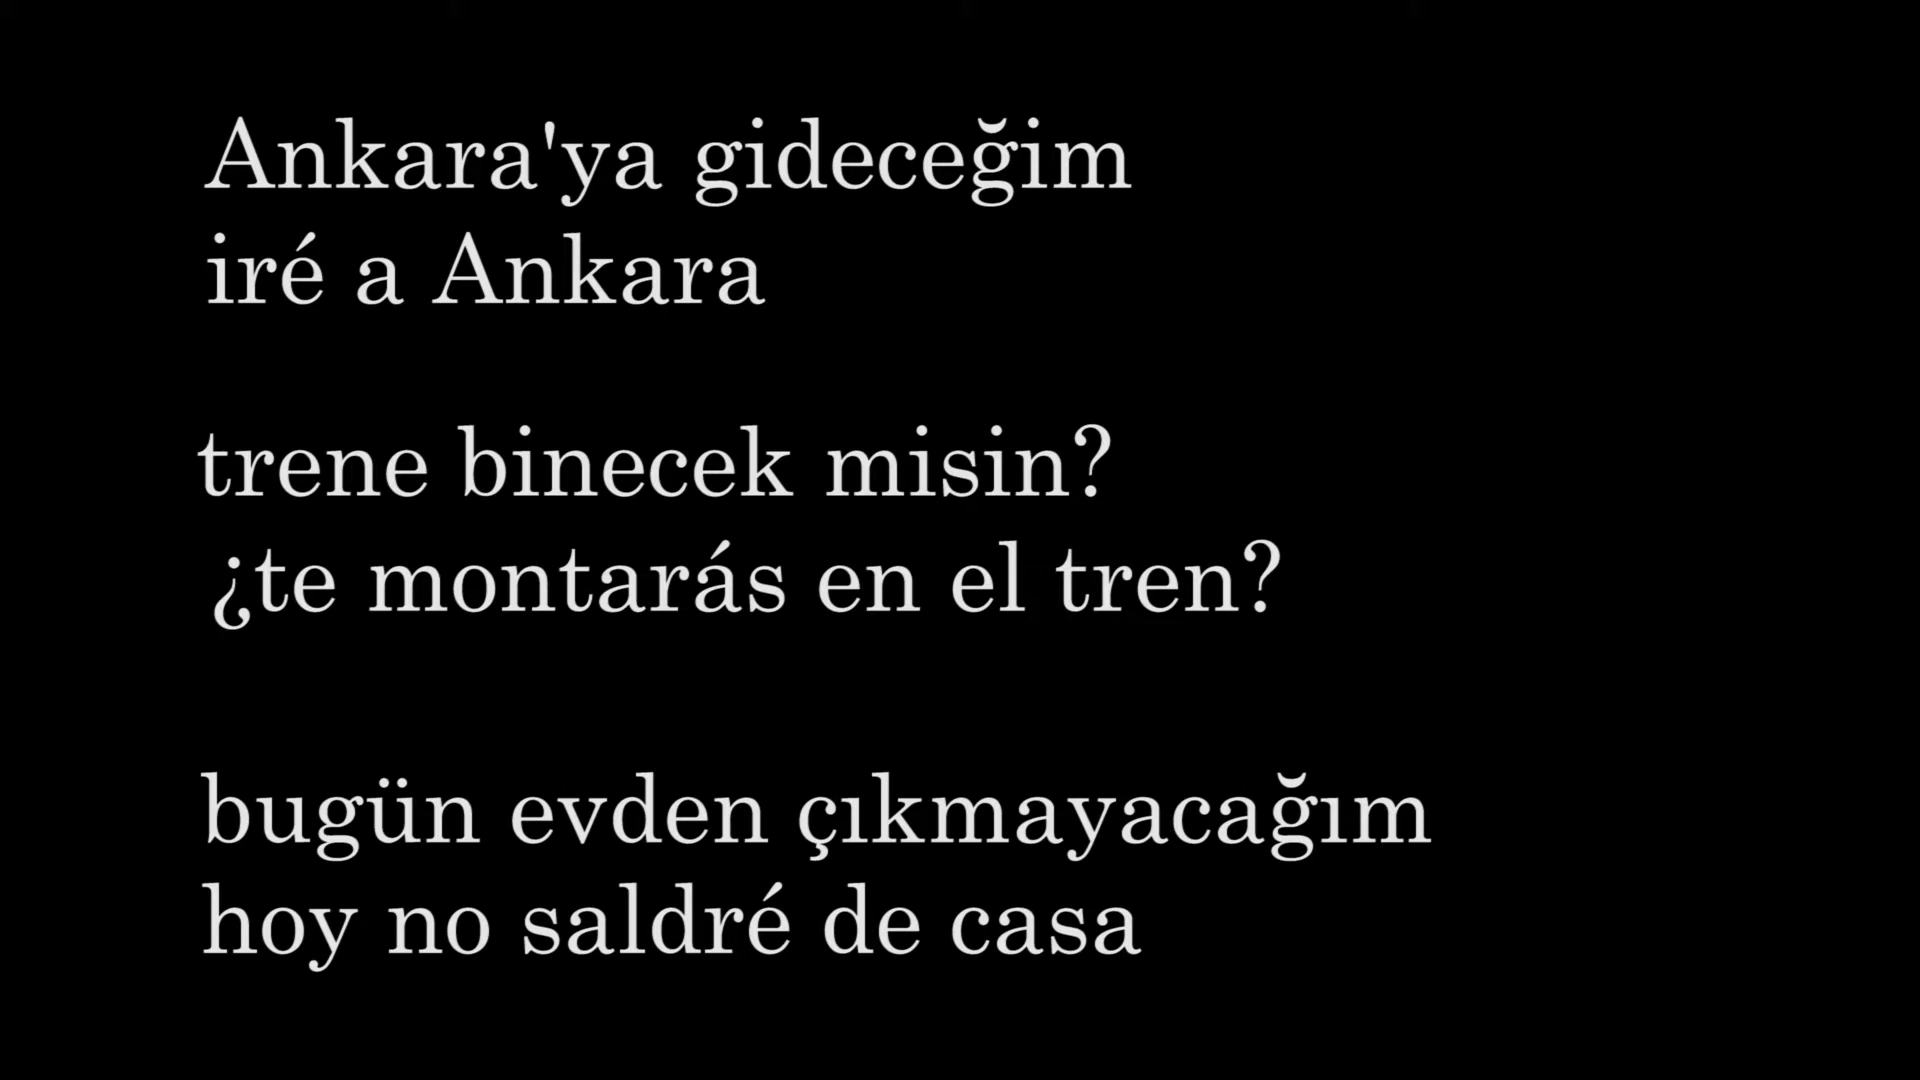 Ankara'ya gideceğim
iré a Ankara
trene binecek misin?
¿te montarás en el tren?
bugün evden çıkmayacağım
hoy no saldré de casa